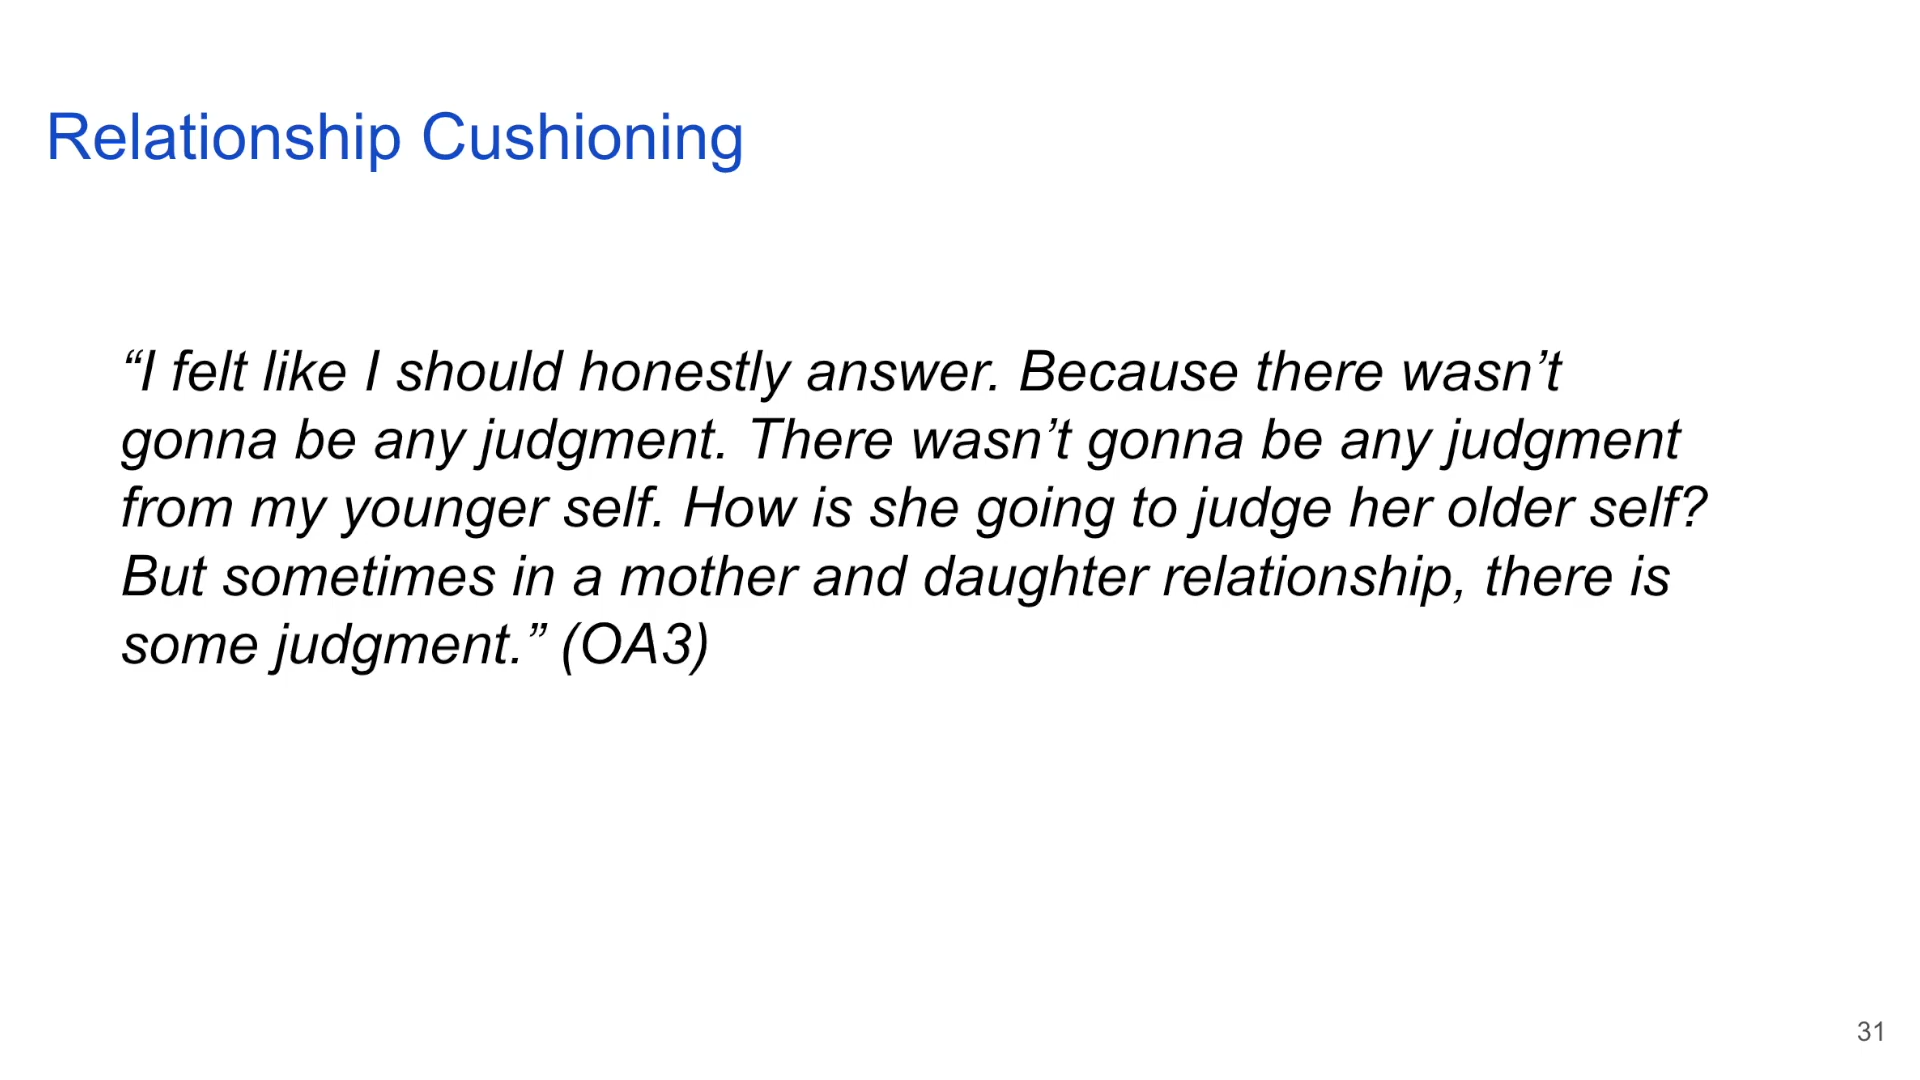 Relationship Cushioning
“I felt like I should honestly answer. Because there wasn’t
gonna be any judgment. There wasn’t gonna be any judgment
from my younger self. How is she going to judge her older self?
But sometimes in a mother and daughter relationship, there is
some judgment.” (OA3)
31